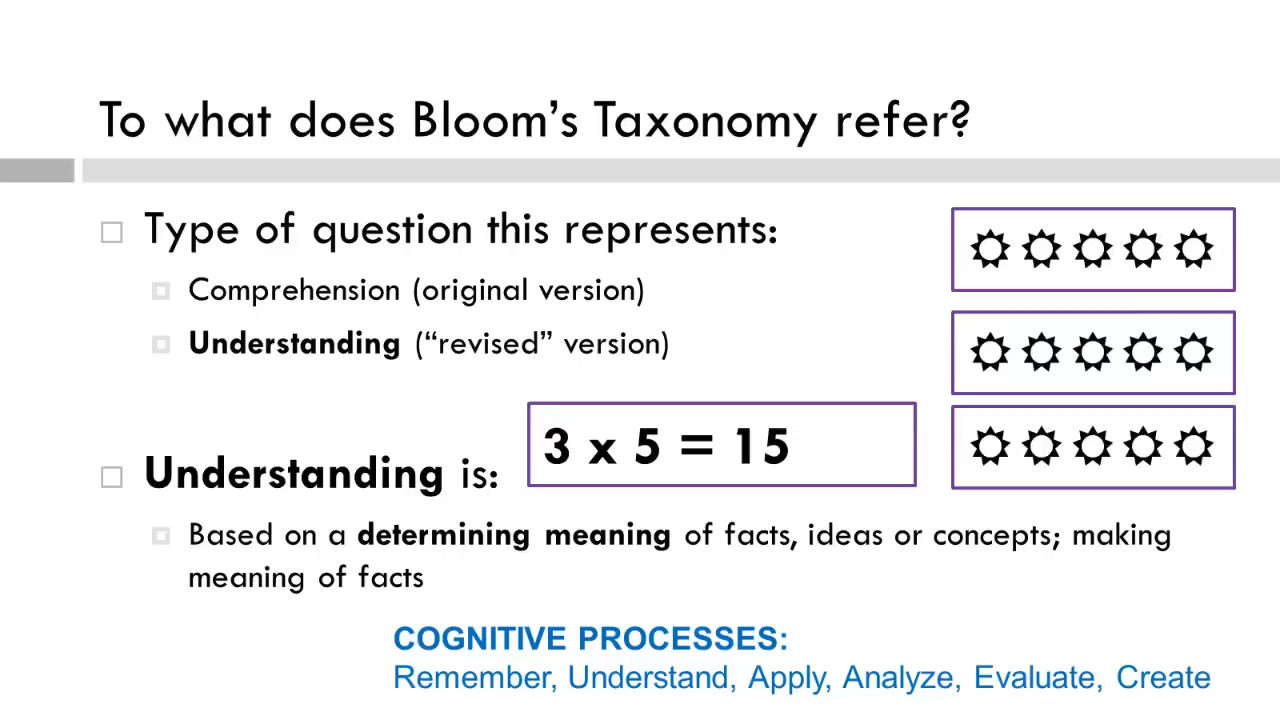 To what does Bloom's Taxonomy refer?
Type of question this represents:
Comprehension (original version)
Understanding (“revised” version)
3 x 5 = 15
Understanding is:
Based on a determining meaning of facts, ideas or concepts; making
meaning of facts
COGNITIVE PROCESSES:
Remember, Understand, Apply, Analyze, Evaluate, Create